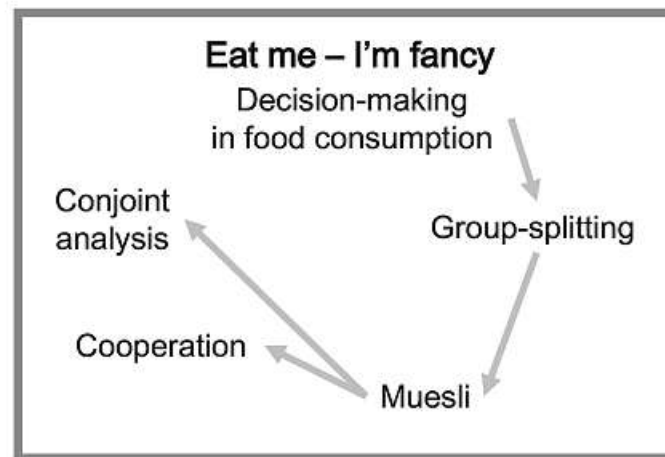 Eat me – I'm fancy
Decision-making
in food consumption
Group-splitting
Muesli
Cooperation
Conjoint
analysis